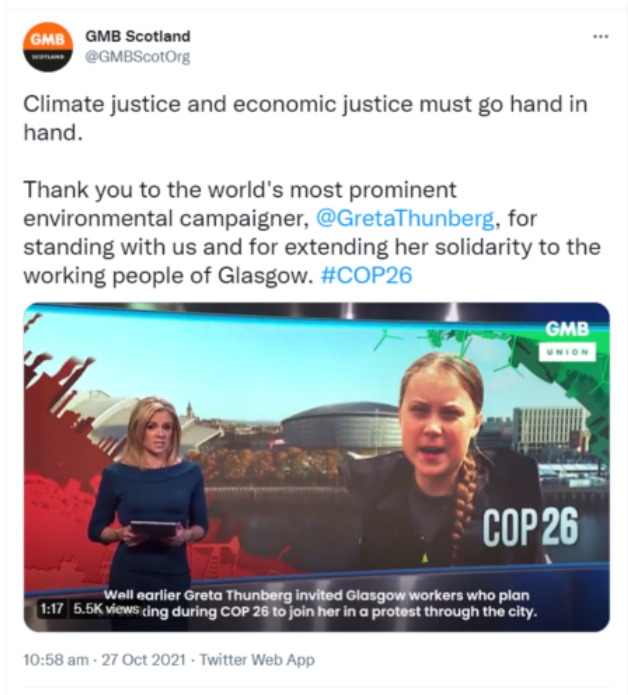 GMB
SCOTLAND
GMB Scotland
@GMBScotOrg
Climate justice and economic justice must go hand in
hand.
Thank you to the world's most prominent
environmental campaigner, @GretaThunberg, for
standing with us and for extending her solidarity to the
working people of Glasgow. #COP26
GMB
UNION
COP26
Well earlier Greta Thunberg invited Glasgow workers who plan
1:17 5.5K views king during COP 26 to join her in a protest through the city.
10:58 am · 27 Oct 2021 · Twitter Web App